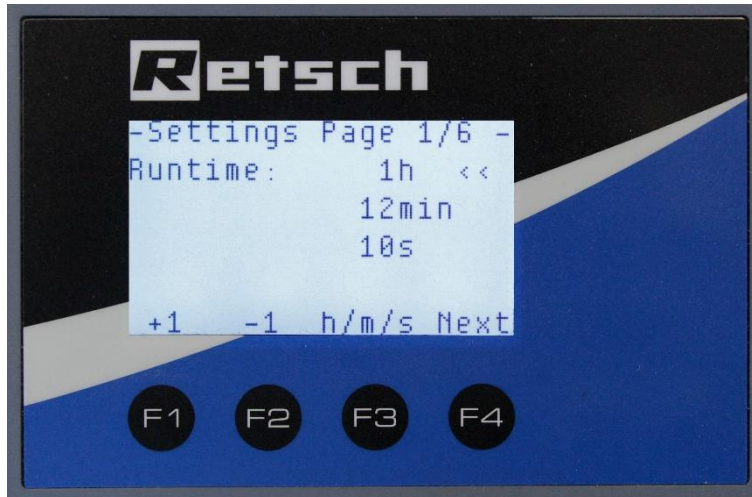 Retsch
-Settings Page 1/6 -
Runtime: 1h <<
12min
10s
+1 -1 h/m/s Next
F1 F2 F3 F4